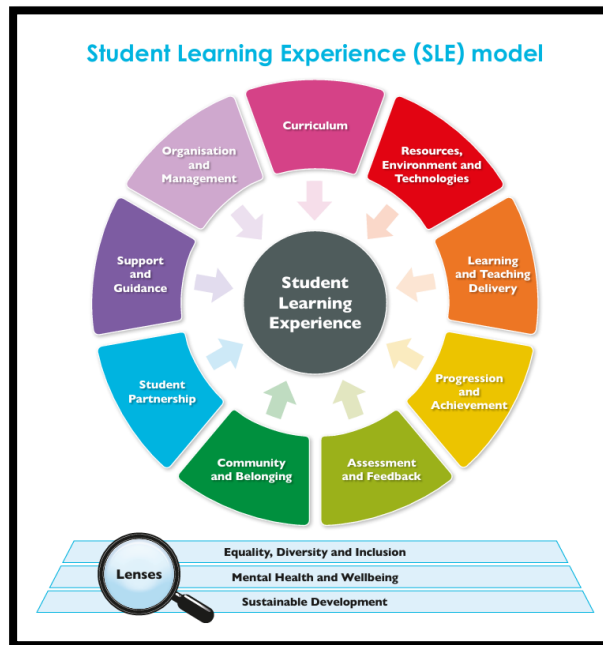 Student Learning Experience (SLE) model
Curriculum
Resources,
Environment and
Technologies
Learning
and Teaching
Delivery
Progression
and
Achievement
Assessment
and Feedback
Community
and Belonging
Student
Partnership
Support
and
Guidance
Organisation
and
Management
Student
Learning
Experience
Lenses
Equality, Diversity and Inclusion
Mental Health and Wellbeing
Sustainable Development